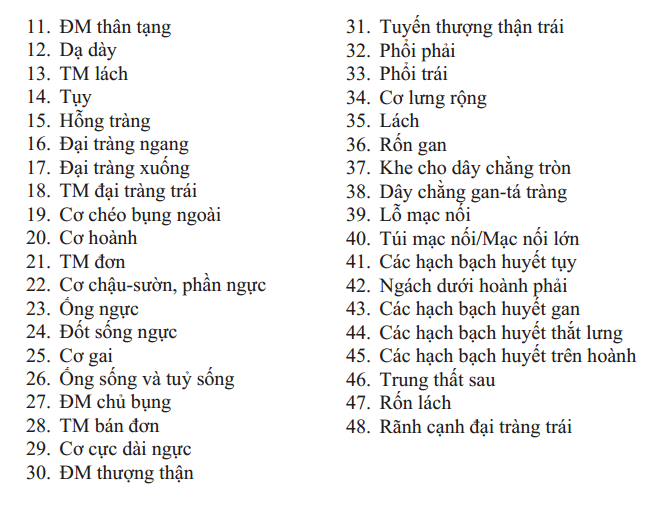 11. ĐM thân tạng
12. Dạ dày
13. TM lách
14. Tụy
15. Hỗng tràng
16. Đại tràng ngang
17. Đại tràng xuống
18. TM đại tràng trái
19. Cơ chéo bụng ngoài
20. Cơ hoành
21. TM đơn
22. Cơ chậu-sườn, phần ngực
23. Ống ngực
24. Đốt sống ngực
25. Cơ gai
26. Ống sống và tuỷ sống
27. ĐM chủ bụng
28. TM bán đơn
29. Cơ cực dài ngực
30. ĐM thượng thận
31. Tuyến thượng thận trái
32. Phổi phải
33. Phổi trái
34. Cơ lưng rộng
35. Lách
36. Rốn gan
37. Khe cho dây chằng tròn
38. Dây chằng gan-tá tràng
39. Lỗ mạc nối
40. Túi mạc nối/Mạc nối lớn
41. Các hạch bạch huyết tụy
42. Ngách dưới hoành phải
43. Các hạch bạch huyết gan
44. Các hạch bạch huyết thắt lưng
45. Các hạch bạch huyết trên hoành
46. Trung thất sau
47. Rốn lách
48. Rãnh cạnh đại tràng trái